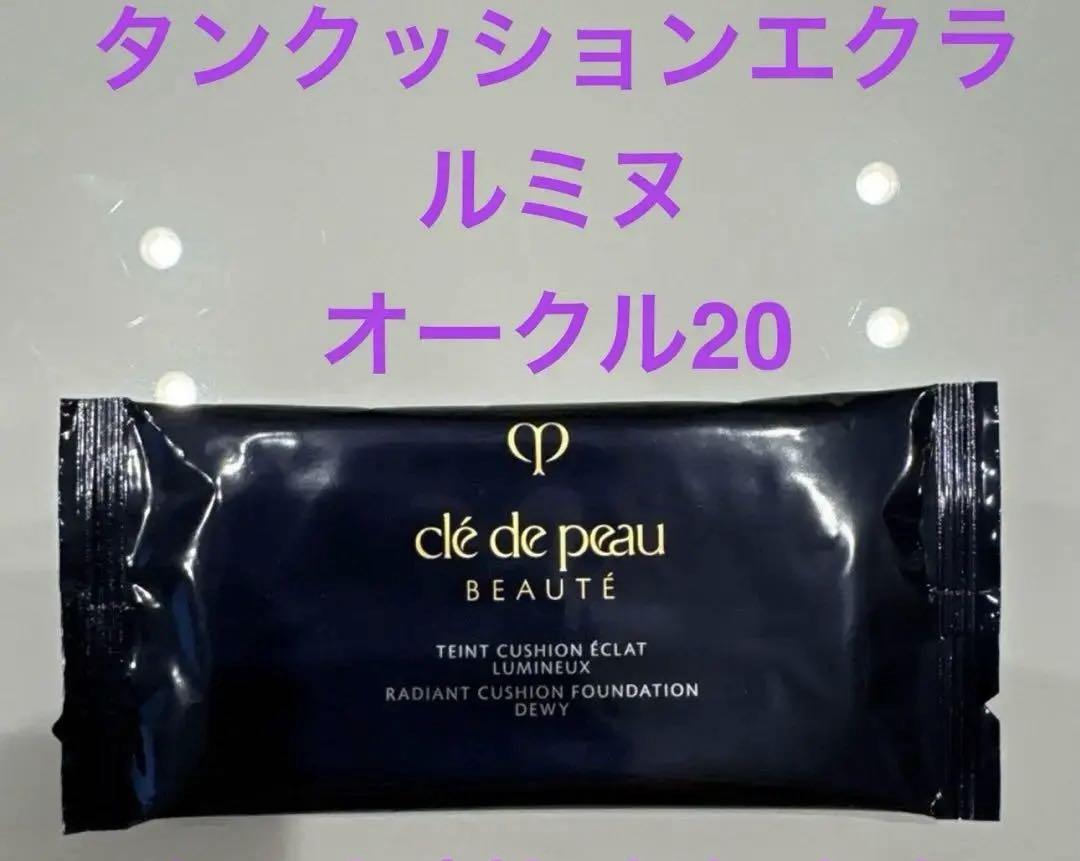 タンクッションエクラ
ルミヌ
オークル20
clé de peau
BEAUTÉ
TEINT CUSHION ÉCLAT
LUMINEUX
RADIANT CUSHION FOUNDATION
DEWY